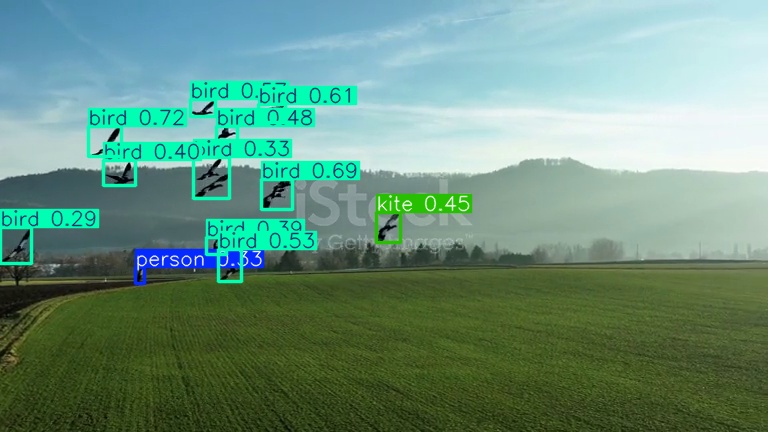 bird 0.57
bird 0.61
bird 0.72
bird 0.48
bird 0.40
bird 0.33
bird 0.69
kite 0.45
bird 0.29
bird 0.39
bird 0.53
person 0.33
iStock
Getty Images™